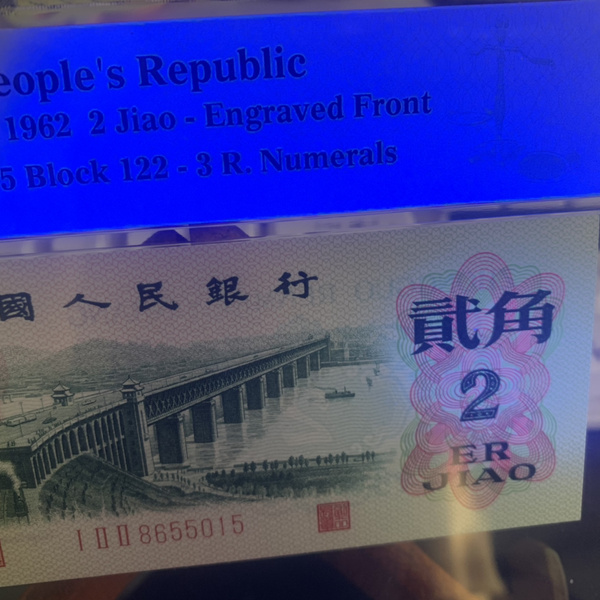 eople's Republic
1962 2 Jiao - Engraved Front
5 Block 122 - 3 R. Numerals
國人民銀行
貳角
2
ER
JIAO
I II II 8655015